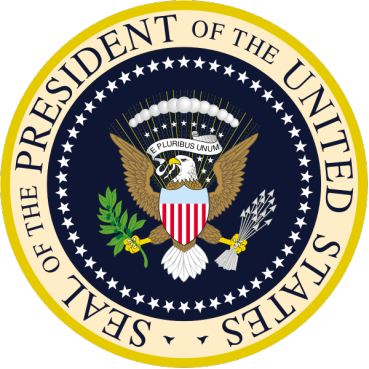 SEAL OF THE PRESIDENT OF THE UNITED STATES
E PLURIBUS UNUM